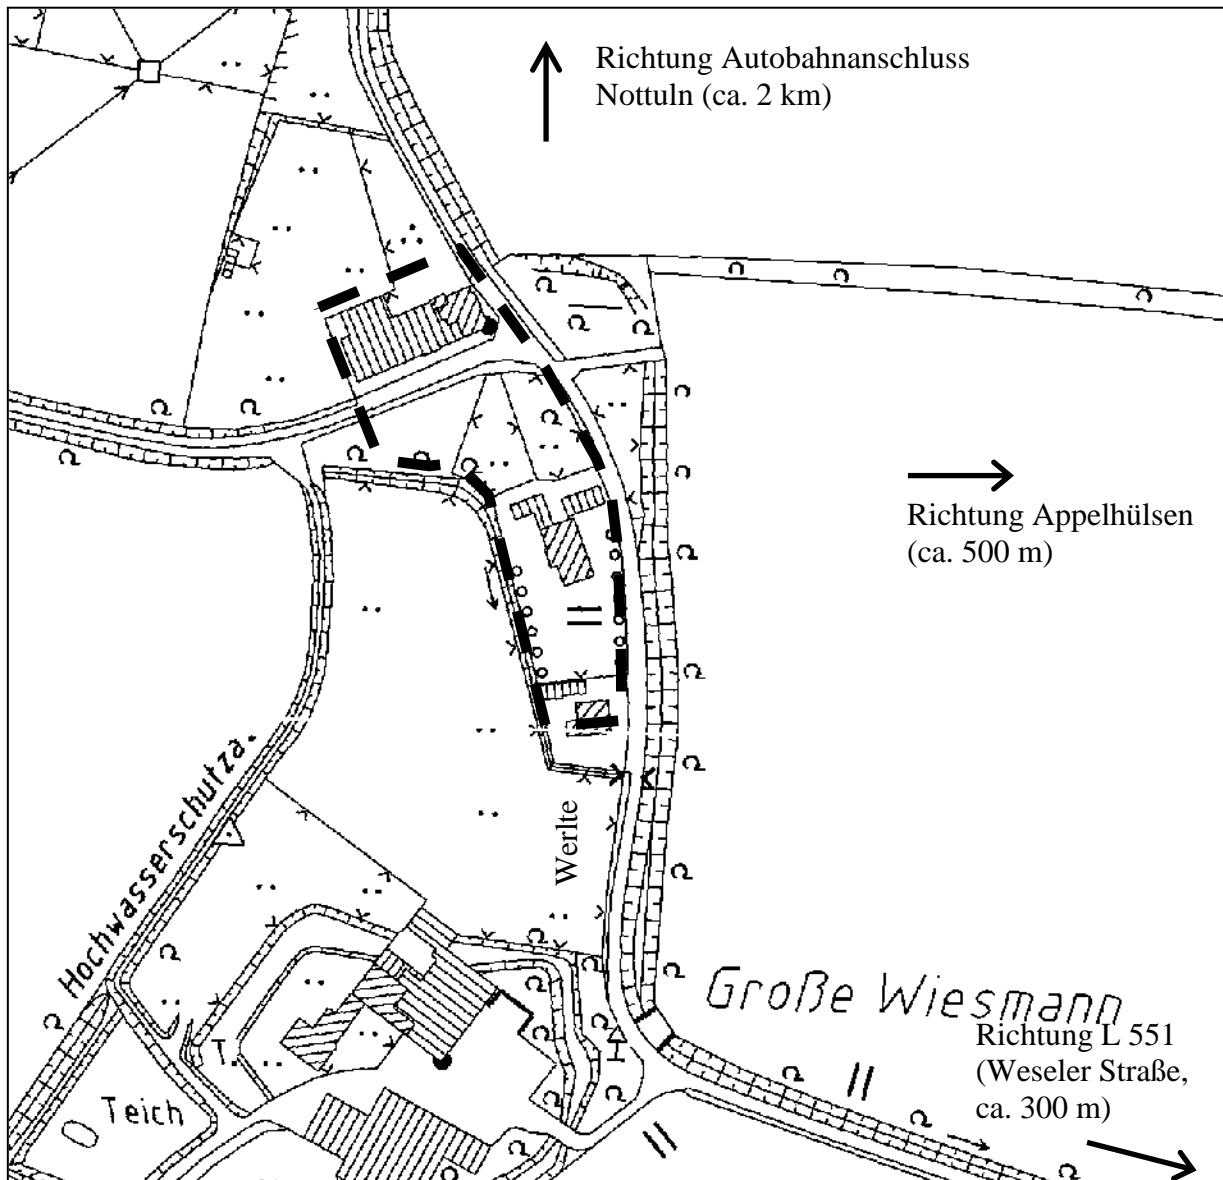 Richtung Autobahnanschluss
Nottuln (ca. 2 km)
Richtung Appelhülsen
(ca. 500 m)
Hochwasserschutza.
Werlte
Große Wiesmann
Richtung L 551
(Weseler Straße,
ca. 300 m)
T.
Teich
H